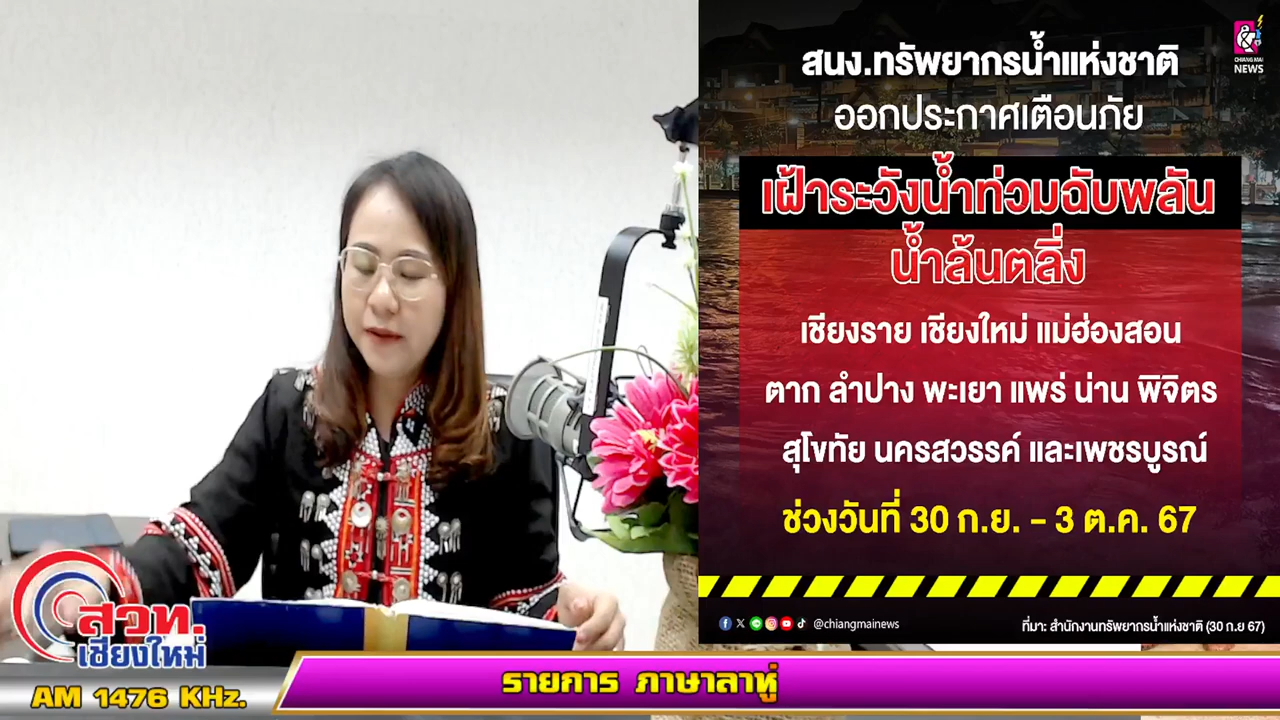 สนง.ทรัพยากรน้ำแห่งชาติ
ออกประกาศเตือนภัย
เฝ้าระวังน้ำท่วมฉับพลัน
น้ำล้นตลิ่ง
เชียงราย เชียงใหม่ แม่ฮ่องสอน
ตาก ลำปาง พะเยา แพร่ น่าน พิจิตร
สุโขทัย นครสวรรค์ และเพชรบูรณ์
ช่วงวันที่ 30 ก.ย. - 3 ต.ค. 67
CHIANG MAI
NEWS
@chiangmainews
ที่มา: สำนักงานทรัพยากรน้ำแห่งชาติ (30 ก.ย 67)
สวท.
เชียงใหม่
AM 1476 KHz.
รายการ ภาษาลาหู่